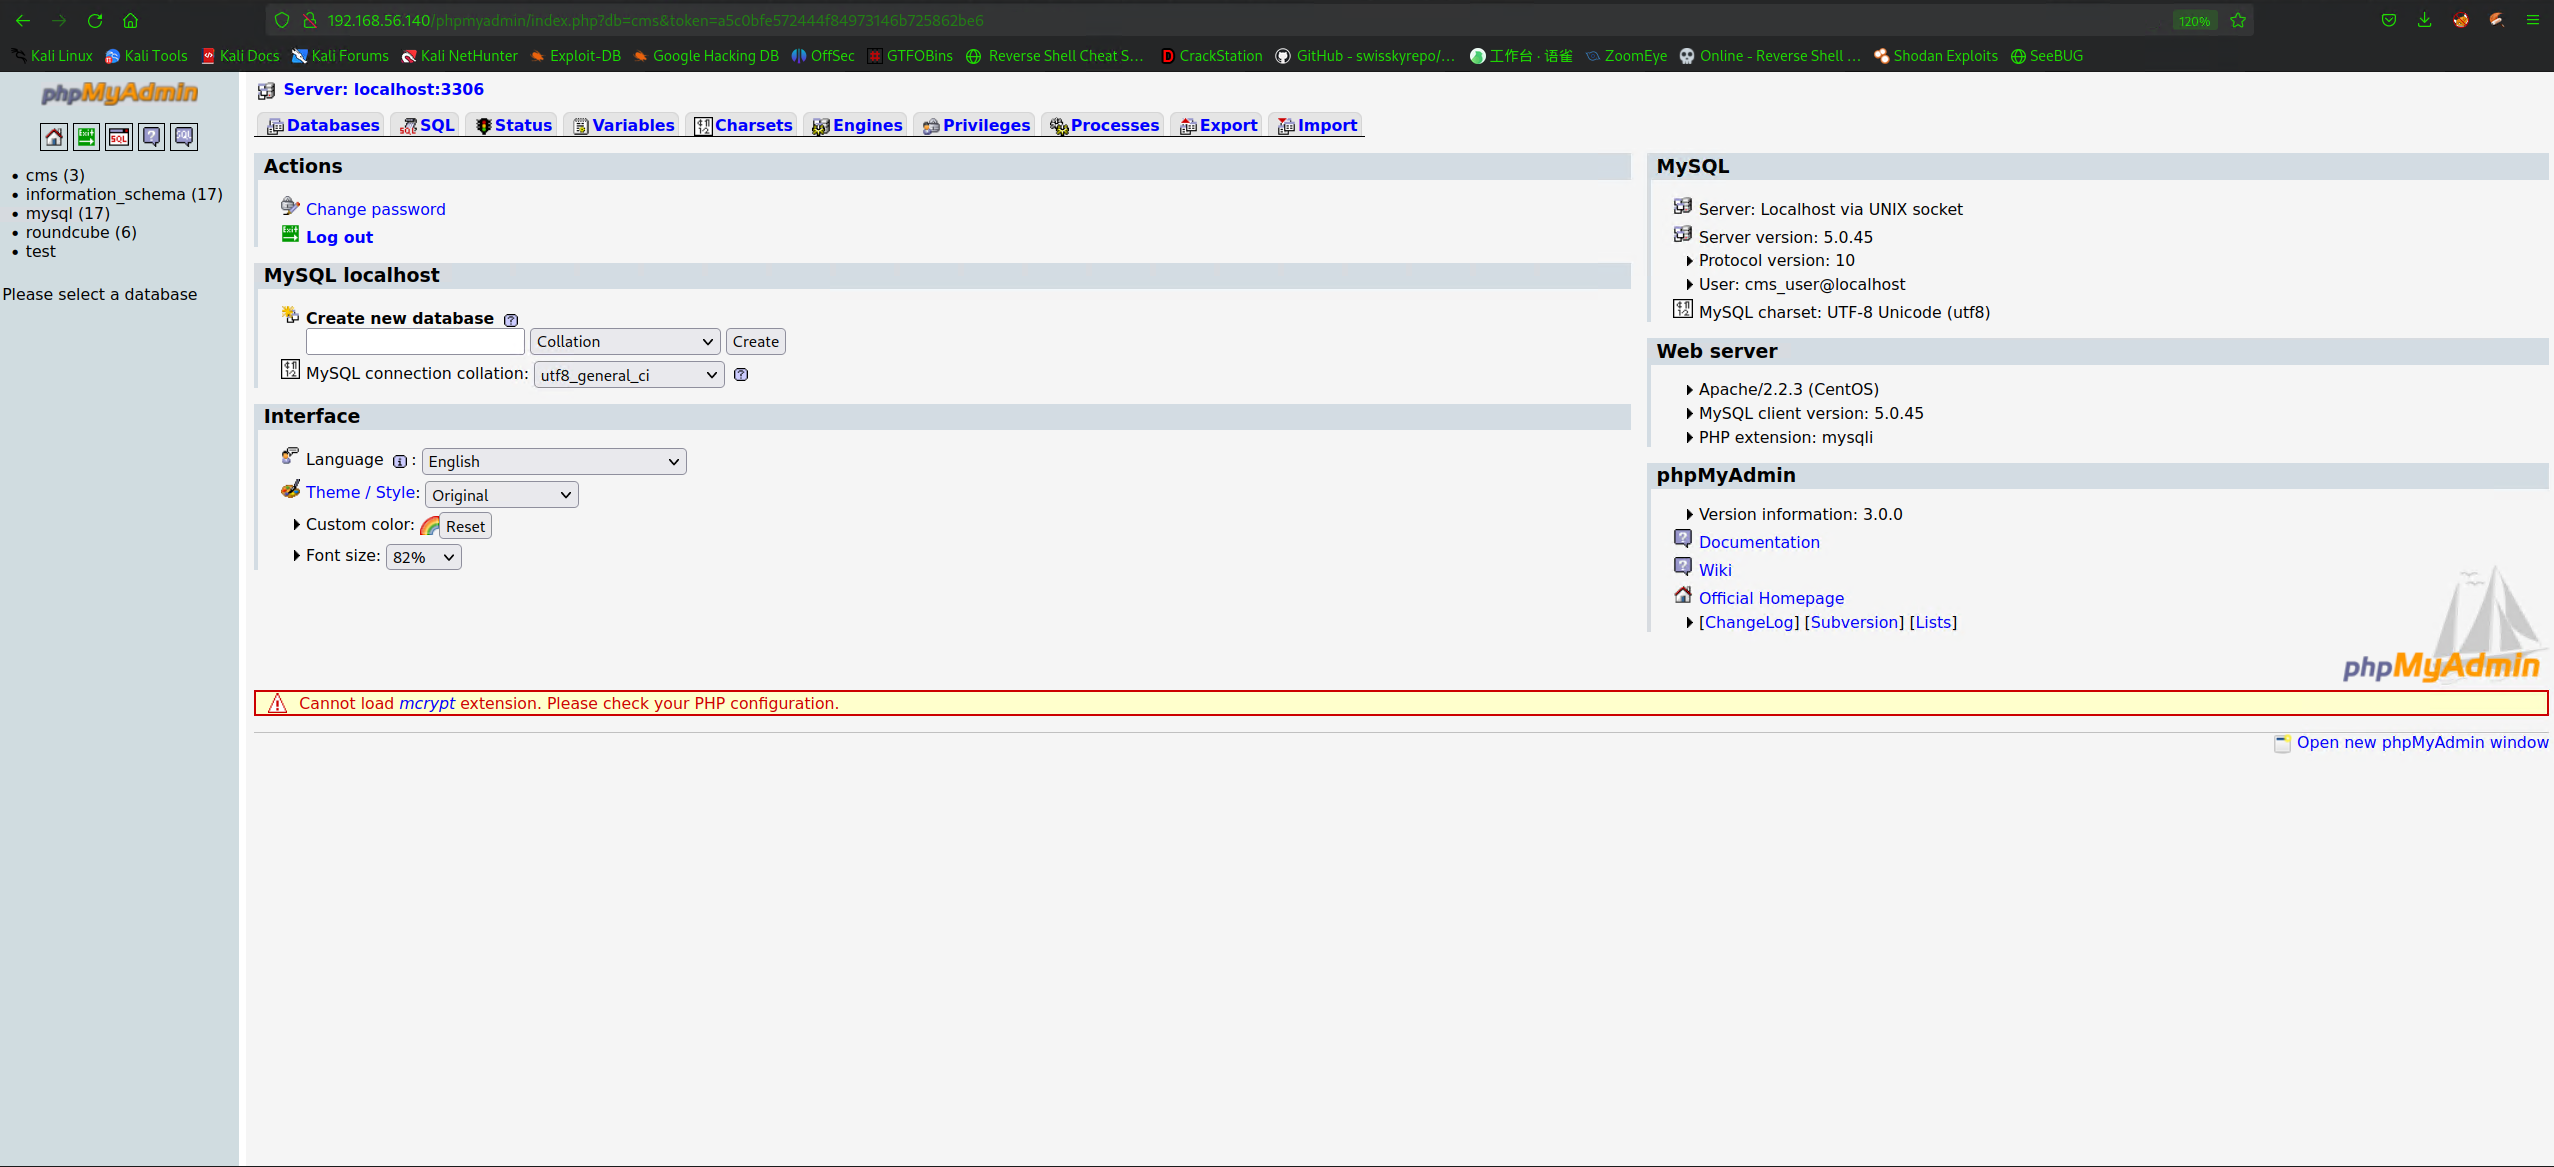 192.168.56.140/phpmyadmin/index.php?db=cms&token=a5c0bfe572444f84973146b725862be6
120%
Kali Linux Kali Tools Kali Docs Kali Forums Kali NetHunter Exploit-DB Google Hacking DB OffSec GTFOBins Reverse Shell Cheat S… CrackStation GitHub - swisskyrepo/… 工作台 · 语雀 ZoomEye Online - Reverse Shell … Shodan Exploits SeeBUG
phpMyAdmin
Exit SQL ? SQL
cms (3)
information_schema (17)
mysql (17)
roundcube (6)
test
Please select a database
Server: localhost:3306
Databases SQL Status Variables Charsets Engines Privileges Processes Export Import
Actions
Change password
Log out
MySQL localhost
Create new database
Collation Create
MySQL connection collation: utf8_general_ci
Interface
Language : English
Theme / Style: Original
Custom color: Reset
Font size: 82%
MySQL
Server: Localhost via UNIX socket
Server version: 5.0.45
Protocol version: 10
User: cms_user@localhost
MySQL charset: UTF-8 Unicode (utf8)
Web server
Apache/2.2.3 (CentOS)
MySQL client version: 5.0.45
PHP extension: mysqli
phpMyAdmin
Version information: 3.0.0
Documentation
Wiki
Official Homepage
[ChangeLog] [Subversion] [Lists]
phpMyAdmin
Cannot load mcrypt extension. Please check your PHP configuration.
Open new phpMyAdmin window